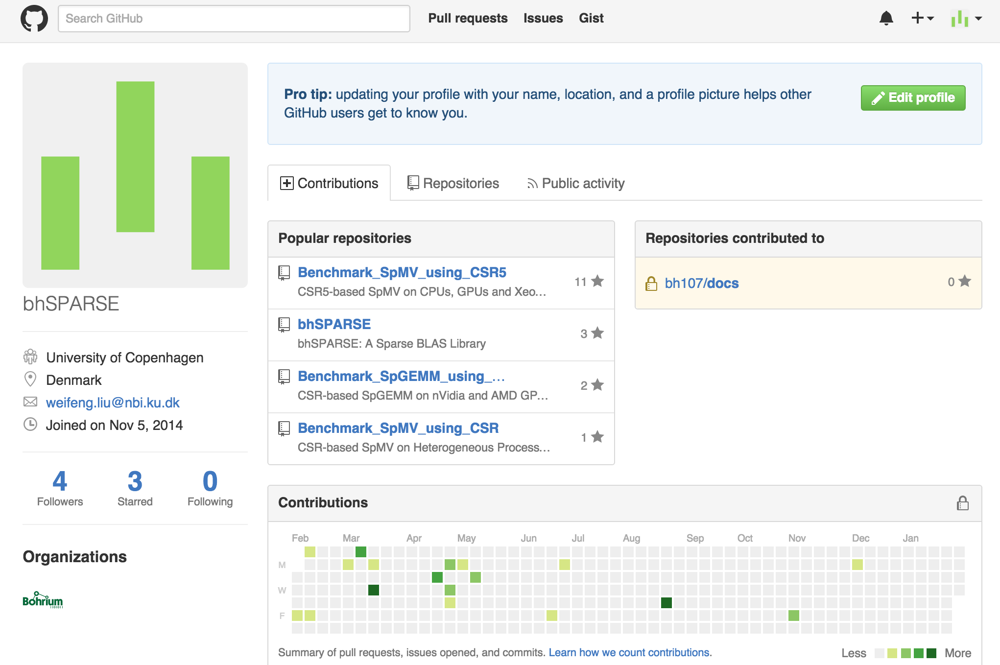 Search GitHub
Pull requests Issues Gist
Pro tip: updating your profile with your name, location, and a profile picture helps other
GitHub users get to know you.
Edit profile
bhSPARSE
University of Copenhagen
Denmark
weifeng.liu@nbi.ku.dk
Joined on Nov 5, 2014
4 3 0
Followers Starred Following
Organizations
Bohrium
Contributions Repositories Public activity
Popular repositories
Benchmark_SpMV_using_CSR5
CSR5-based SpMV on CPUs, GPUs and Xeo...
11
bhSPARSE
bhSPARSE: A Sparse BLAS Library
3
Benchmark_SpGEMM_using_...
CSR-based SpGEMM on nVidia and AMD GP...
2
Benchmark_SpMV_using_CSR
CSR-based SpMV on Heterogeneous Process...
1
Repositories contributed to
bh107/docs 0
Contributions
Feb Mar Apr May Jun Jul Aug Sep Oct Nov Dec Jan
M
W
F
Summary of pull requests, issues opened, and commits. Learn how we count contributions.
Less More